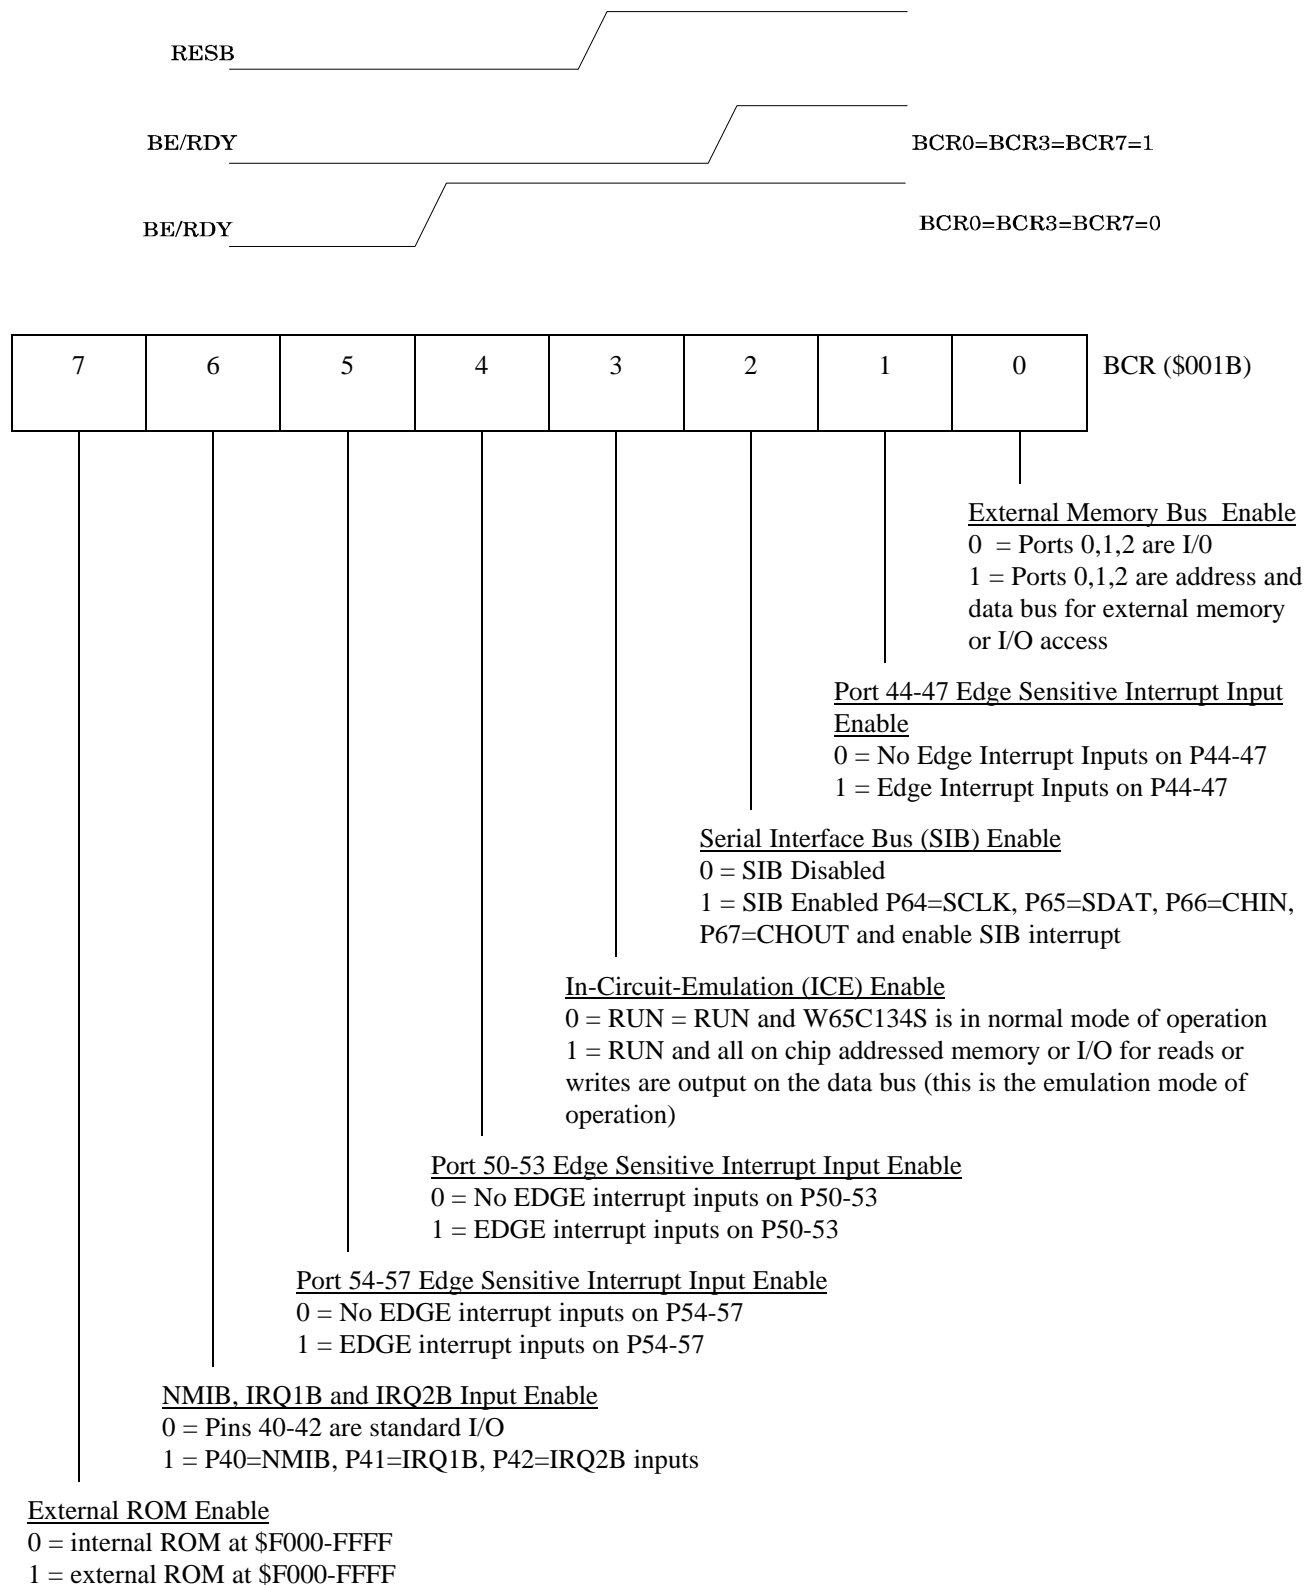 RESB
BE/RDY
BCR0=BCR3=BCR7=1
BE/RDY
BCR0=BCR3=BCR7=0
7 6 5 4 3 2 1 0 BCR ($001B)
External Memory Bus  Enable
0  = Ports 0,1,2 are I/0
1 = Ports 0,1,2 are address and
data bus for external memory
or I/O access
Port 44-47 Edge Sensitive Interrupt Input
Enable
0 = No Edge Interrupt Inputs on P44-47
1 = Edge Interrupt Inputs on P44-47
Serial Interface Bus (SIB) Enable
0 = SIB Disabled
1 = SIB Enabled P64=SCLK, P65=SDAT, P66=CHIN,
P67=CHOUT and enable SIB interrupt
In-Circuit-Emulation (ICE) Enable
0 = RUN = RUN and W65C134S is in normal mode of operation
1 = RUN and all on chip addressed memory or I/O for reads or
writes are output on the data bus (this is the emulation mode of
operation)
Port 50-53 Edge Sensitive Interrupt Input Enable
0 = No EDGE interrupt inputs on P50-53
1 = EDGE interrupt inputs on P50-53
Port 54-57 Edge Sensitive Interrupt Input Enable
0 = No EDGE interrupt inputs on P54-57
1 = EDGE interrupt inputs on P54-57
NMIB, IRQ1B and IRQ2B Input Enable
0 = Pins 40-42 are standard I/O
1 = P40=NMIB, P41=IRQ1B, P42=IRQ2B inputs
External ROM Enable
0 = internal ROM at $F000-FFFF
1 = external ROM at $F000-FFFF